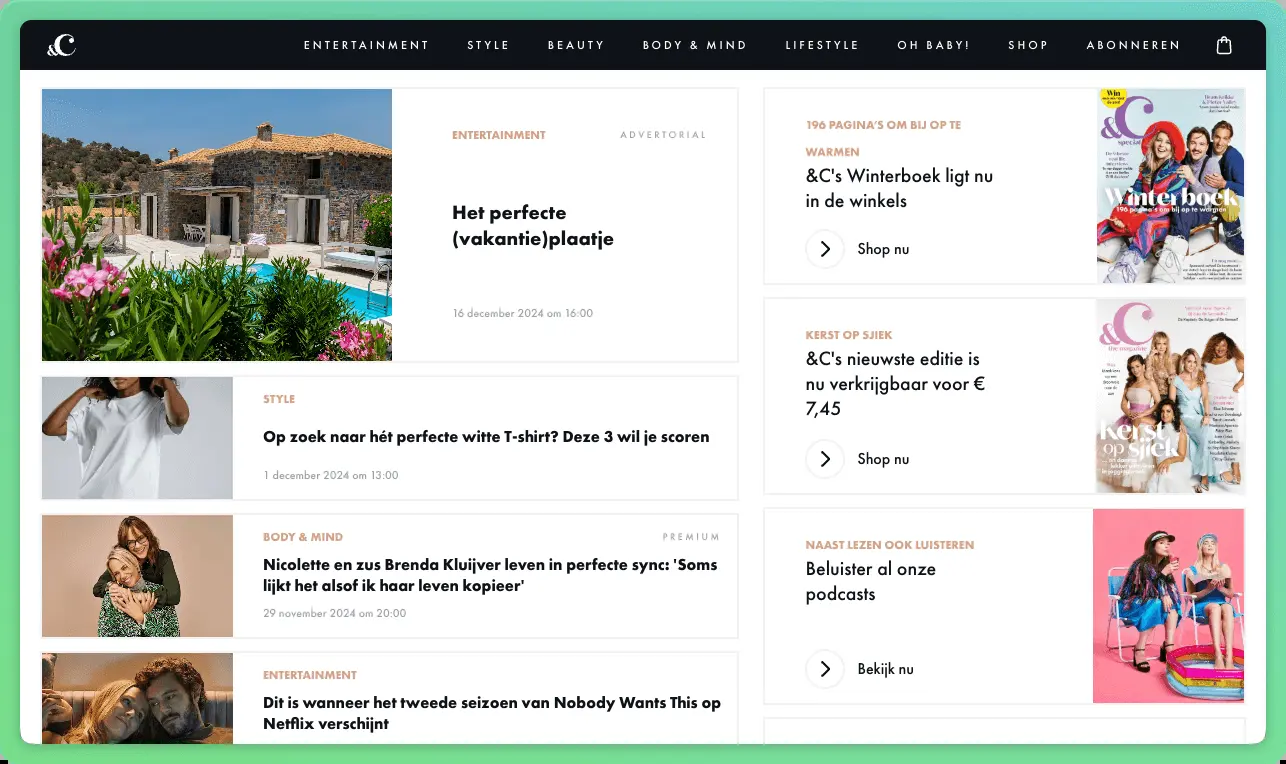 &C
ENTERTAINMENT STYLE BEAUTY BODY & MIND LIFESTYLE OH BABY! SHOP ABONNEREN
ENTERTAINMENT ADVERTORIAL
Het perfecte
(vakantie)plaatje
16 december 2024 om 16:00
STYLE
Op zoek naar hét perfecte witte T-shirt? Deze 3 wil je scoren
1 december 2024 om 13:00
BODY & MIND PREMIUM
Nicolette en zus Brenda Kluijver leven in perfecte sync: 'Soms
lijkt het alsof ik haar leven kopieer'
29 november 2024 om 20:00
ENTERTAINMENT
Dit is wanneer het tweede seizoen van Nobody Wants This op
Netflix verschijnt
196 PAGINA'S OM BIJ OP TE
WARMEN
&C's Winterboek ligt nu
in de winkels
Shop nu
Win
&C
special
Winterboek
196 pagina's om bij op te warmen
KERST OP SJIEK
&C's nieuwste editie is
nu verkrijgbaar voor €
7,45
Shop nu
&C
the magazine
Kerst
op sjiek
NAAST LEZEN OOK LUISTEREN
Beluister al onze
podcasts
Bekijk nu